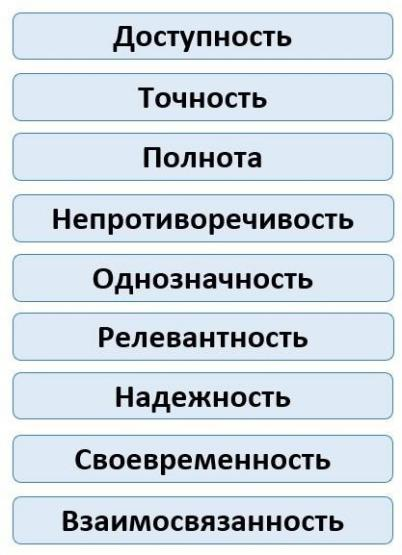 Доступность
Точность
Полнота
Непротиворечивость
Однозначность
Релевантность
Надежность
Своевременность
Взаимосвязанность